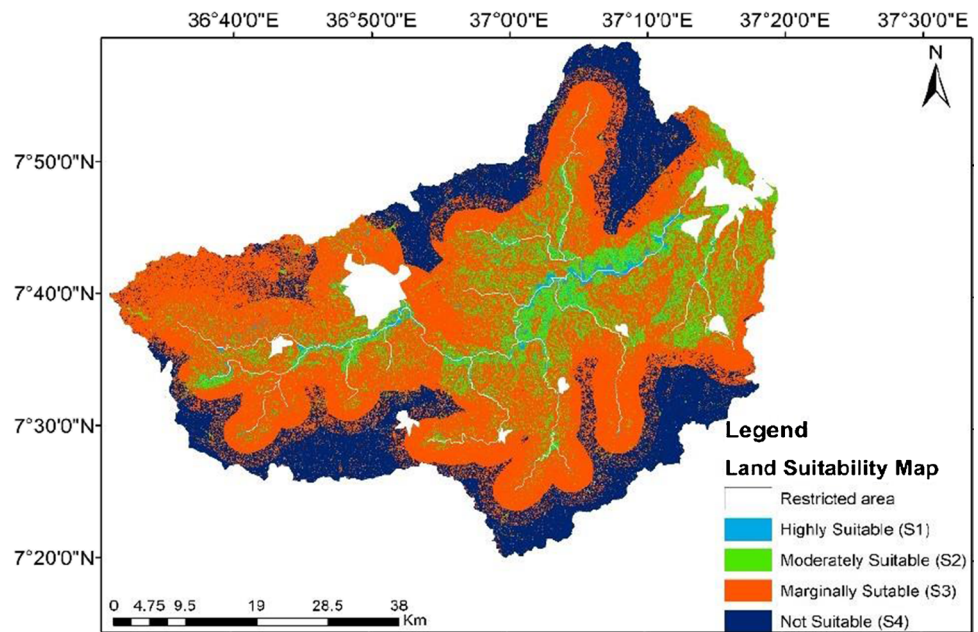 36°40'0"E 36°50'0"E 37°0'0"E 37°10'0"E 37°20'0"E 37°30'0"E
N
7°50'0"N
7°40'0"N
7°30'0"N
7°20'0"N
Legend
Land Suitability Map
Restricted area
Highly Suitable (S1)
Moderately Suitable (S2)
Marginally Sutable (S3)
Not Suitable (S4)
0 4.75 9.5 19 28.5 38
Km